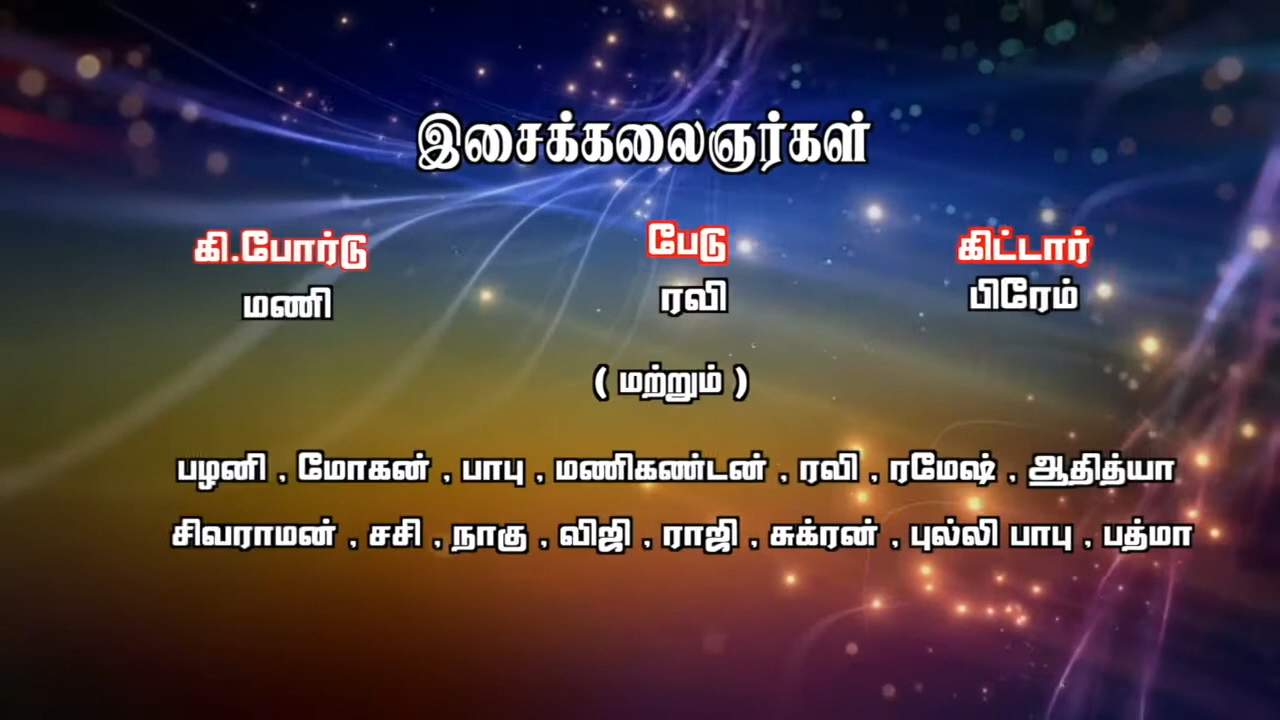 இசைக்கலைஞர்கள்
கி.போர்டு பேடு கிட்டார்
மணி ரவி பிரேம்
( மற்றும் )
பழனி , மோகன் , பாபு , மணிகண்டன் , ரவி , ரமேஷ் , ஆதித்யா
சிவராமன் , சசி , நாகு , விஜி , ராஜி , சுக்ரன் , புல்லி பாபு , பத்மா